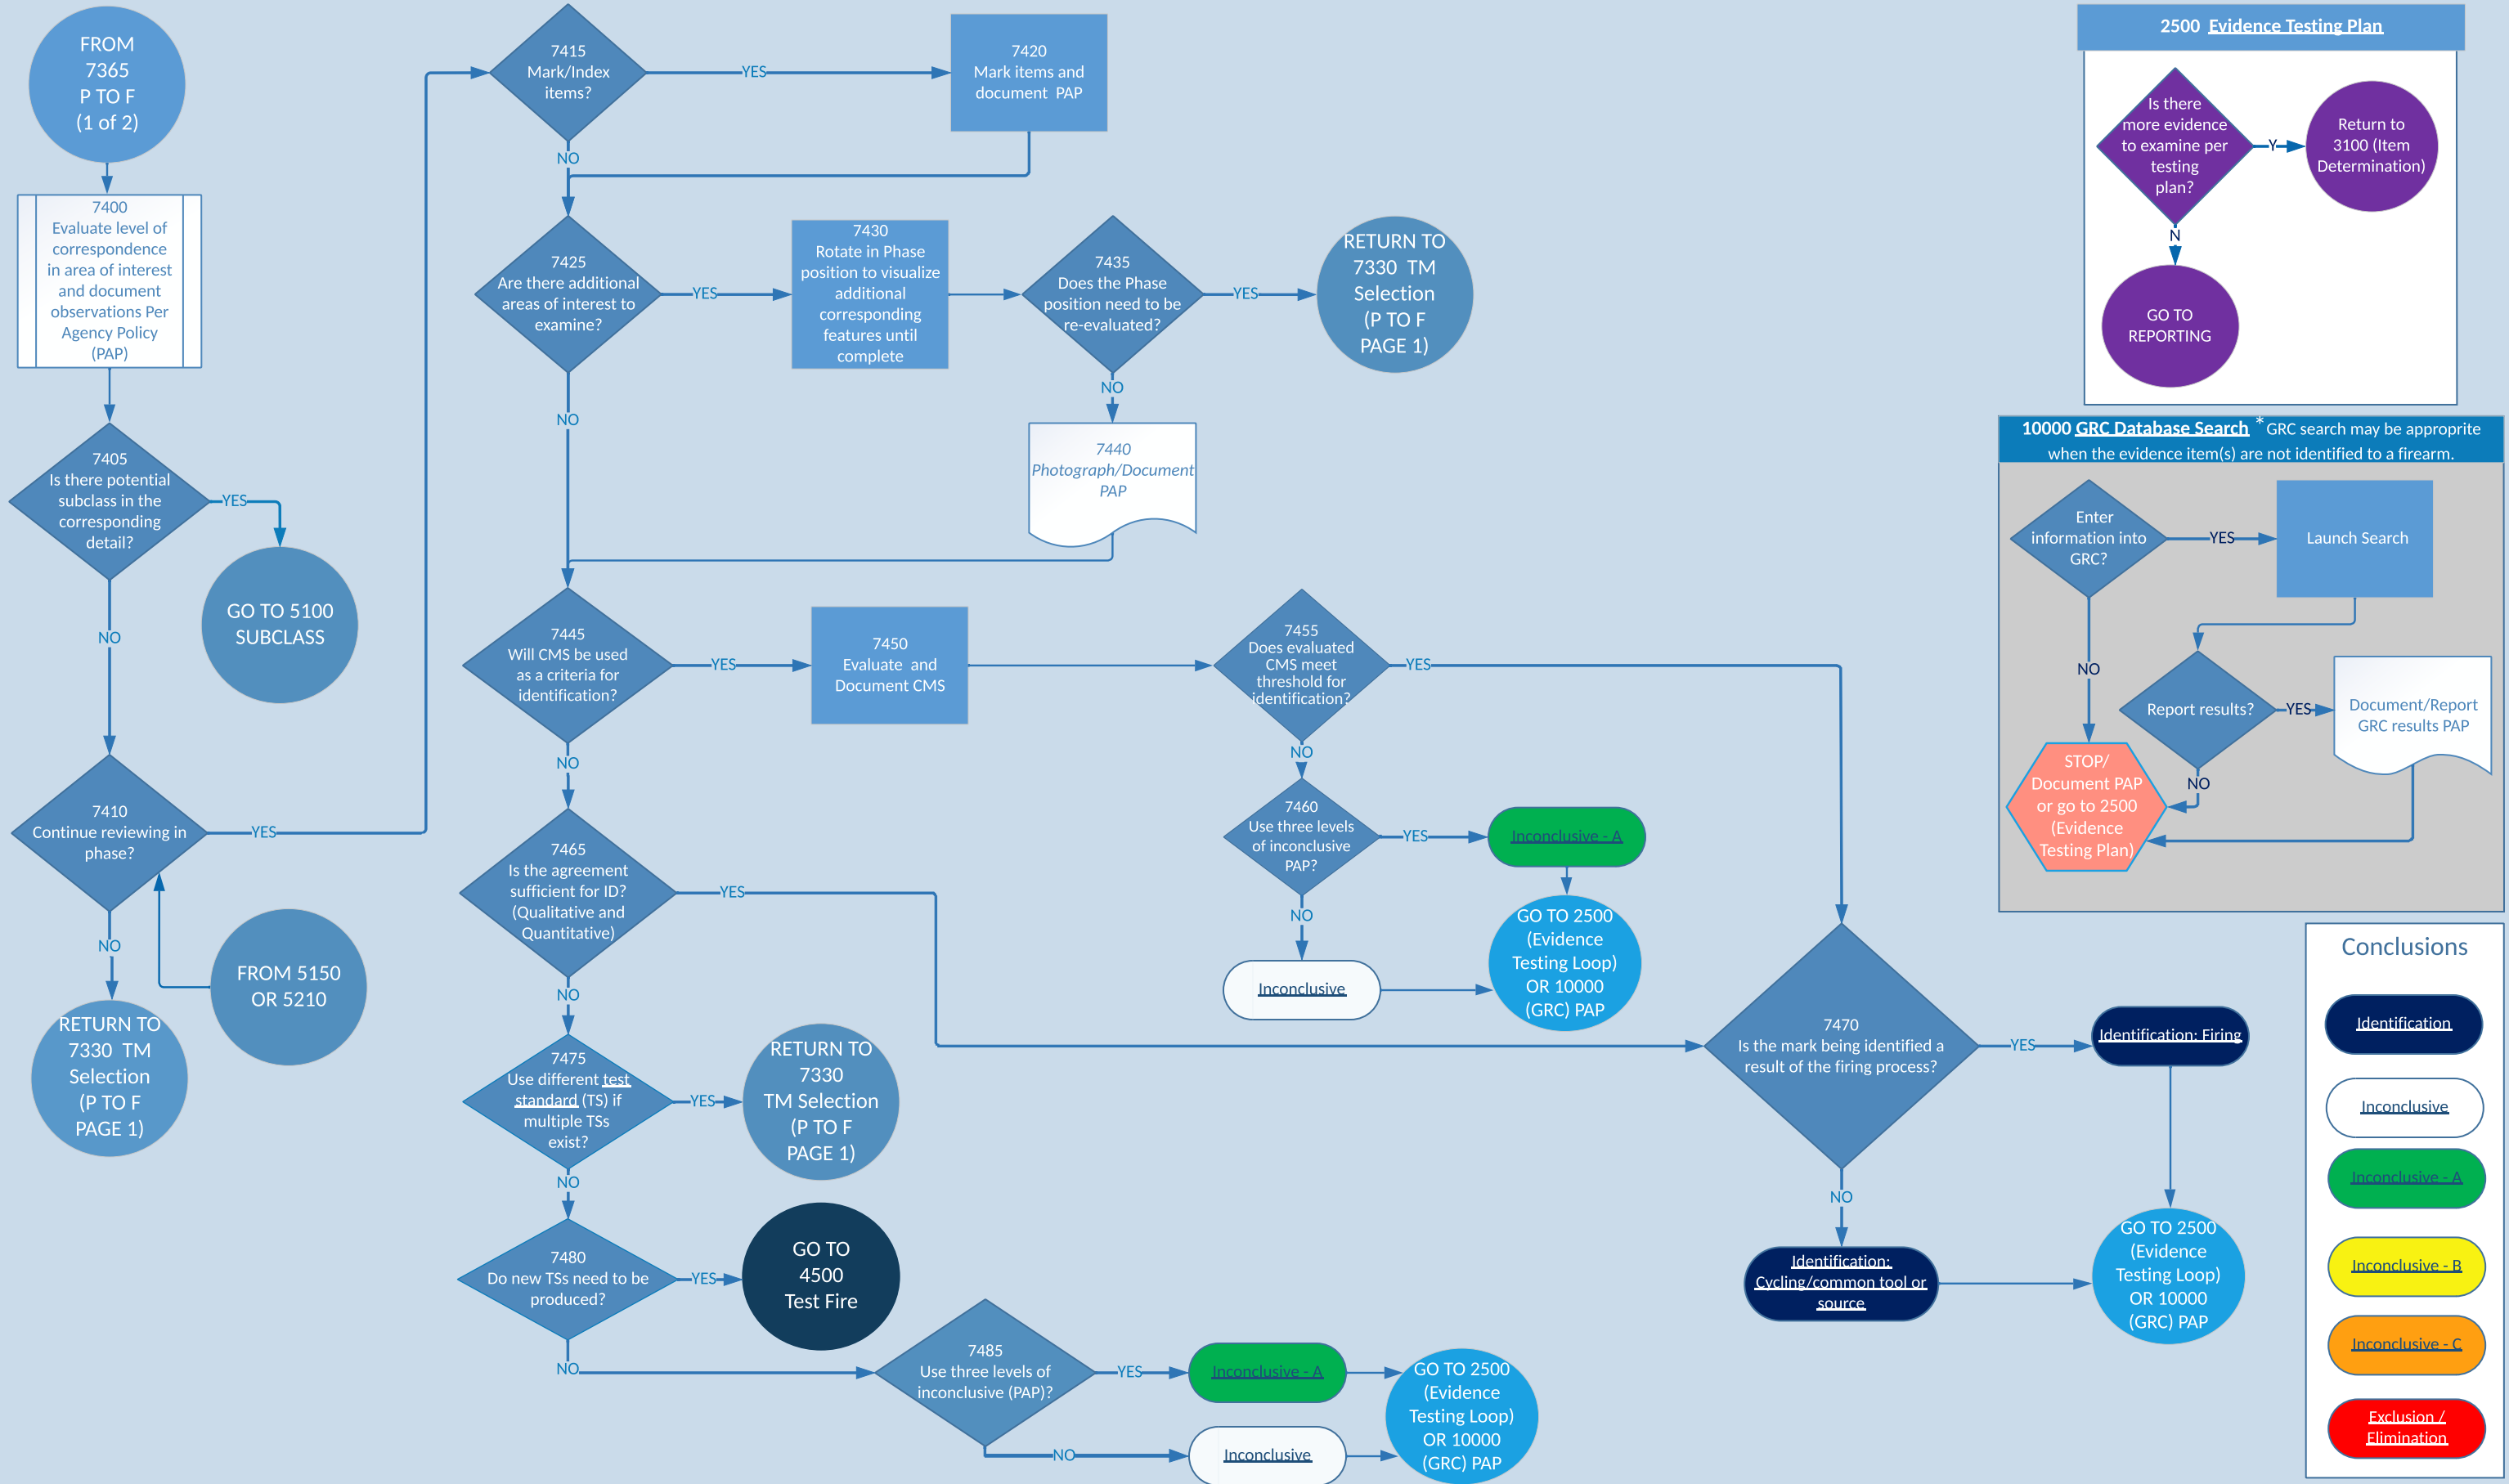 FROM
7365
P TO F
(1 of 2)
7400
Evaluate level of
correspondence
in area of interest
and document
observations Per
Agency Policy
(PAP)
7405
Is there potential
subclass in the
corresponding
detail?
YES
GO TO 5100
SUBCLASS
NO
7410
Continue reviewing in
phase?
YES
NO
FROM 5150
OR 5210
RETURN TO
7330 TM
Selection
(P TO F
PAGE 1)
7415
Mark/Index
items?
YES
7420
Mark items and
document PAP
NO
7425
Are there additional
areas of interest to
examine?
YES
7430
Rotate in Phase
position to visualize
additional
corresponding
features until
complete
7435
Does the Phase
position need to be
re-evaluated?
YES
RETURN TO
7330 TM
Selection
(P TO F
PAGE 1)
NO
NO
7440
Photograph/Document
PAP
7445
Will CMS be used
as a criteria for
identification?
YES
7450
Evaluate and
Document CMS
7455
Does evaluated
CMS meet
threshold for
identification?
YES
NO
NO
7460
Use three levels
of inconclusive
PAP?
YES
Inconclusive - A
NO
Inconclusive
GO TO 2500
(Evidence
Testing Loop)
OR 10000
(GRC) PAP
7465
Is the agreement
sufficient for ID?
(Qualitative and
Quantitative)
YES
NO
7470
Is the mark being identified a
result of the firing process?
YES
Identification: Firing
NO
Identification:
Cycling/common tool or
source
GO TO 2500
(Evidence
Testing Loop)
OR 10000
(GRC) PAP
7475
Use different test
standard (TS) if
multiple TSs
exist?
YES
RETURN TO
7330
TM Selection
(P TO F
PAGE 1)
NO
7480
Do new TSs need to be
produced?
YES
GO TO
4500
Test Fire
NO
7485
Use three levels of
inconclusive (PAP)?
YES
Inconclusive - A
NO
Inconclusive
GO TO 2500
(Evidence
Testing Loop)
OR 10000
(GRC) PAP
2500 Evidence Testing Plan
Is there
more evidence
to examine per
testing
plan?
Y
Return to
3100 (Item
Determination)
N
GO TO
REPORTING
10000 GRC Database Search *GRC search may be approprite
when the evidence item(s) are not identified to a firearm.
Enter
information into
GRC?
YES
Launch Search
NO
Report results?
YES
Document/Report
GRC results PAP
NO
STOP/
Document PAP
or go to 2500
(Evidence
Testing Plan)
Conclusions
Identification
Inconclusive
Inconclusive - A
Inconclusive - B
Inconclusive - C
Exclusion /
Elimination